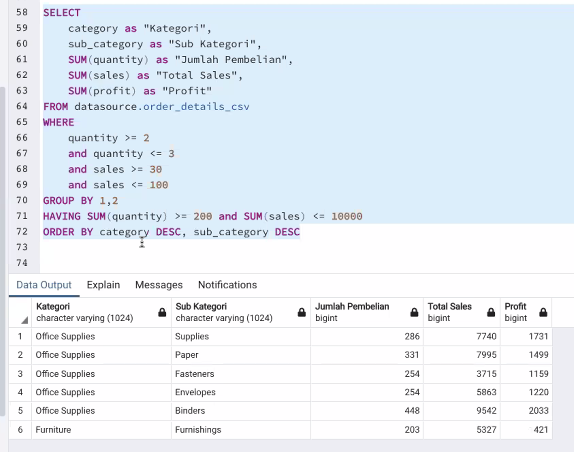 58 SELECT
59 category as "Kategori",
60 sub_category as "Sub Kategori",
61 SUM(quantity) as "Jumlah Pembelian",
62 SUM(sales) as "Total Sales",
63 SUM(profit) as "Profit"
64 FROM datasource.order_details_csv
65 WHERE
66 quantity >= 2
67 and quantity <= 3
68 and sales >= 30
69 and sales <= 100
70 GROUP BY 1,2
71 HAVING SUM(quantity) >= 200 and SUM(sales) <= 10000
72 ORDER BY category DESC, sub_category DESC
73
74
Data Output Explain Messages Notifications
Kategori Sub Kategori Jumlah Pembelian Total Sales Profit
character varying (1024) character varying (1024) bigint bigint bigint
1 Office Supplies Supplies 286 7740 1731
2 Office Supplies Paper 331 7995 1499
3 Office Supplies Fasteners 254 3715 1159
4 Office Supplies Envelopes 254 5863 1220
5 Office Supplies Binders 448 9542 2033
6 Furniture Furnishings 203 5327 421